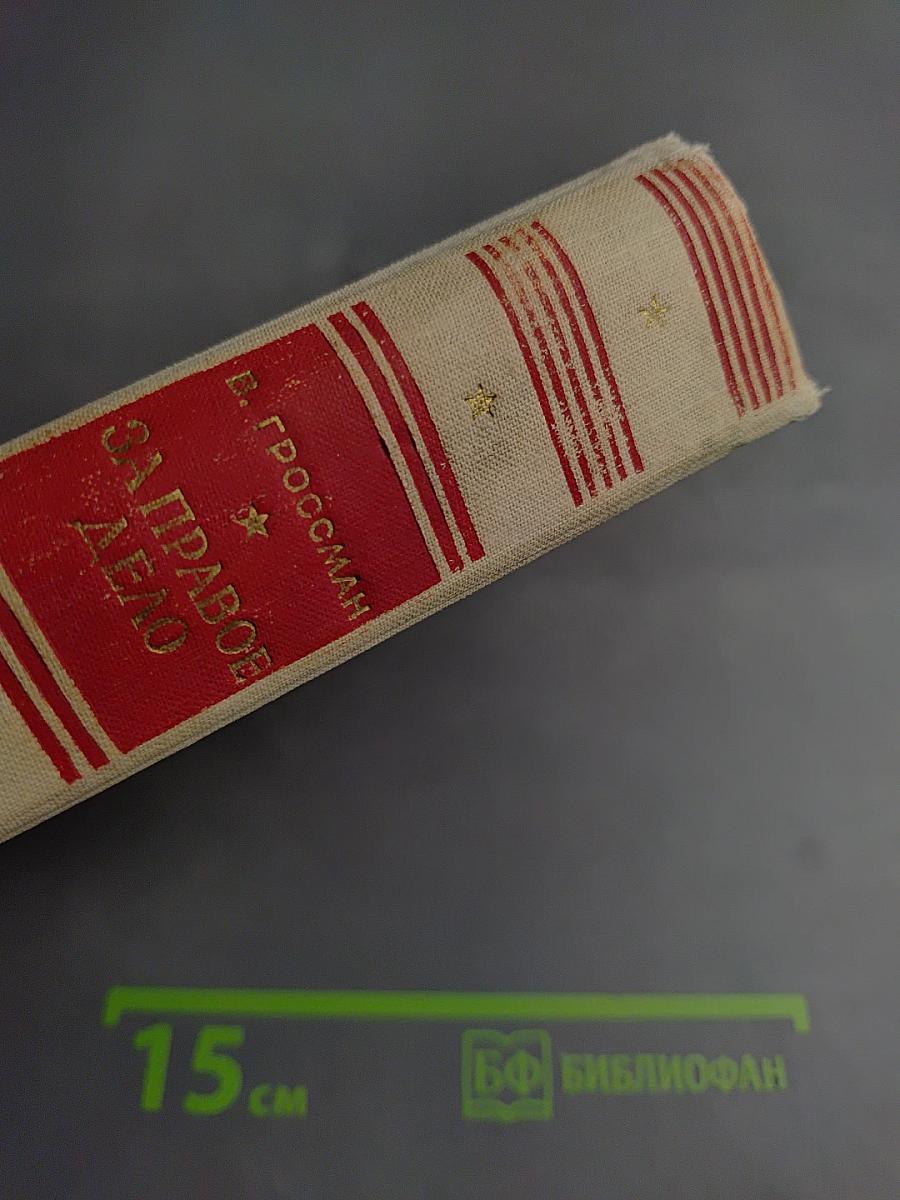 В. ГРОССМАН
ЗА ПРАВОЕ
ДЕЛО
15 см
БФ БИБЛИОФАН